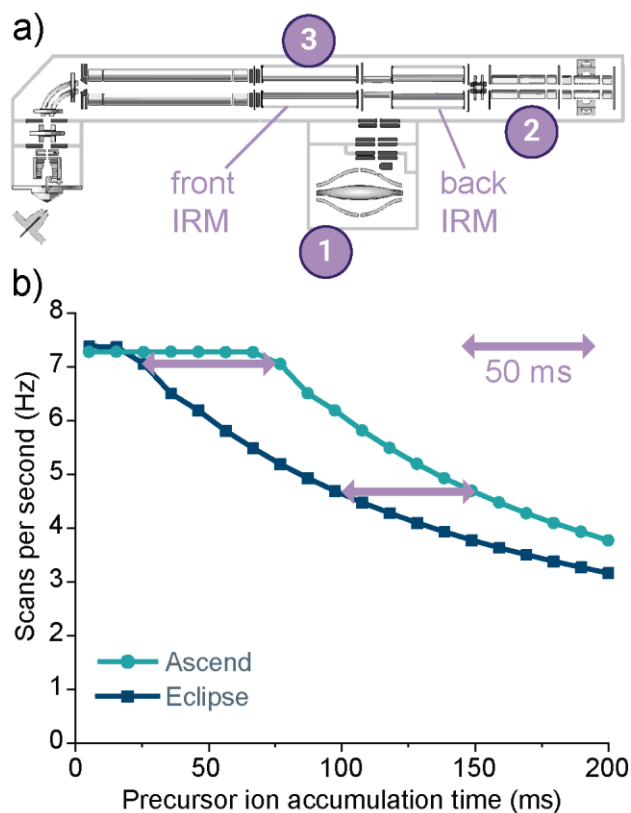 a)
3
front
IRM
back
IRM
2
1
b)
8
7
6
5
4
3
2
1
0
Scans per second (Hz)
50 ms
Ascend
Eclipse
50
100
150
200
Precursor ion accumulation time (ms)